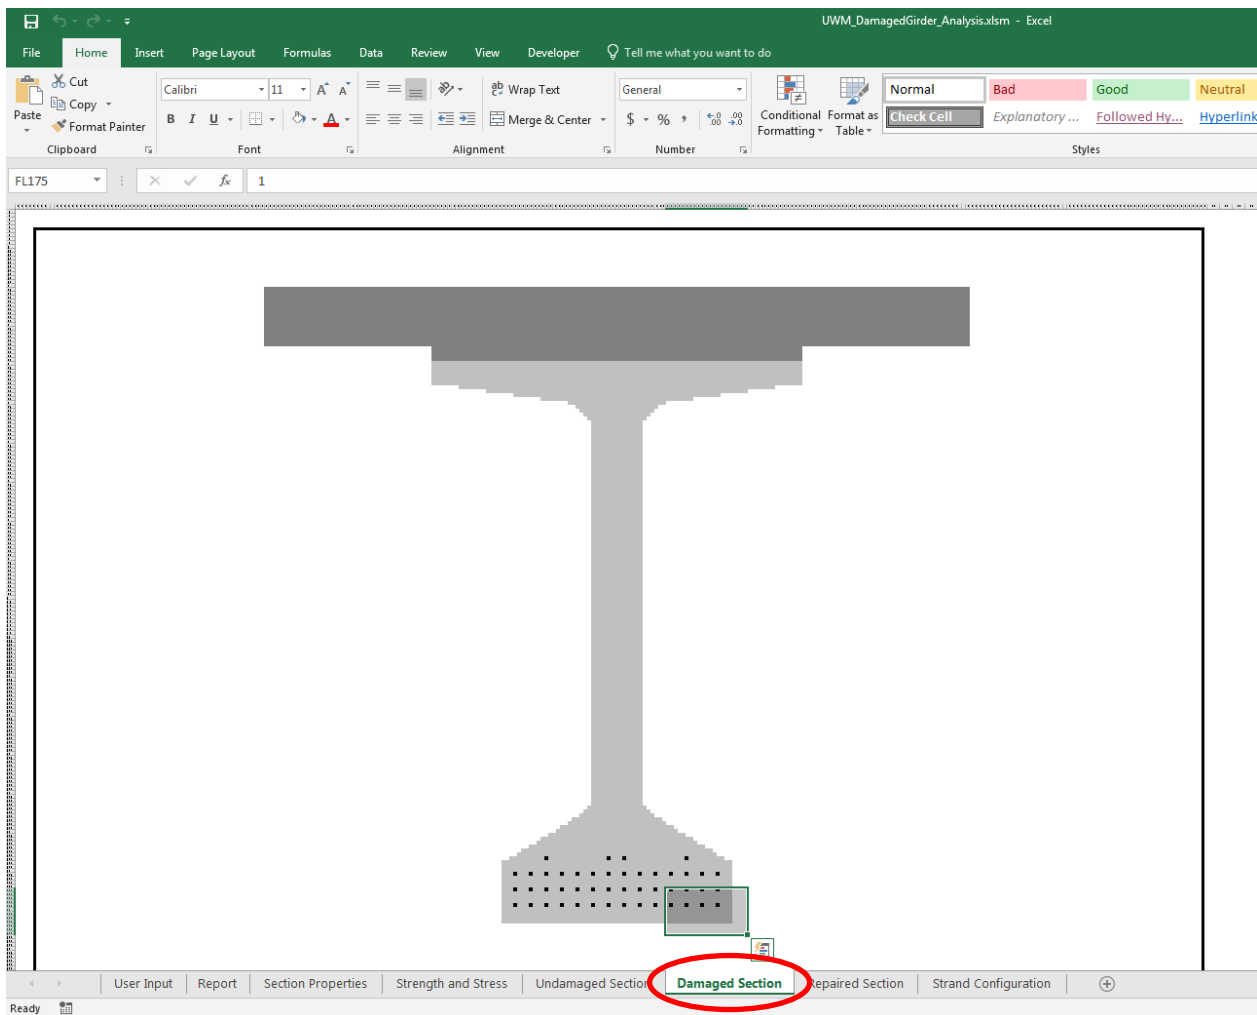 UWM_DamagedGirder_Analysis.xlsm - Excel
File Home Insert Page Layout Formulas Data Review View Developer Tell me what you want to do
Cut
Copy
Format Painter
Paste
Clipboard
Calibri 11
B I U
Font
Wrap Text
Merge & Center
Alignment
General
$ % ,
Number
Conditional Formatting
Format as Table
Normal Bad Good Neutral
Check Cell Explanatory ... Followed Hy... Hyperlink
Styles
FL175 fx 1
User Input Report Section Properties Strength and Stress Undamaged Section Damaged Section Repaired Section Strand Configuration
Ready